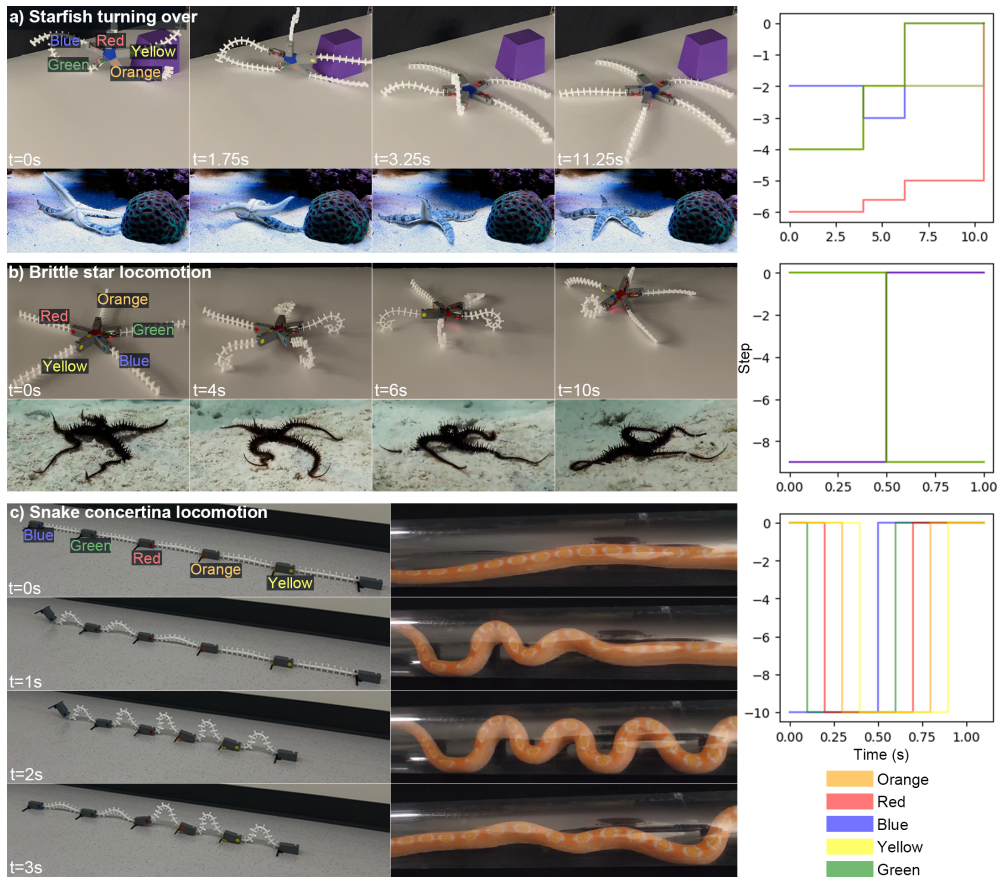 a) Starfish turning over
Blue
Red
Yellow
Green
Orange
t=0s
t=1.75s
t=3.25s
t=11.25s
0
−1
−2
−3
−4
−5
−6
0.0
2.5
5.0
7.5
10.0
b) Brittle star locomotion
Orange
Red
Green
Yellow
Blue
t=0s
t=4s
t=6s
t=10s
Step
0
−2
−4
−6
−8
0.00
0.25
0.50
0.75
1.00
c) Snake concertina locomotion
Blue
Green
Red
Orange
Yellow
t=0s
t=1s
t=2s
t=3s
0
−2
−4
−6
−8
−10
0.00
0.25
0.50
0.75
1.00
Time (s)
Orange
Red
Blue
Yellow
Green